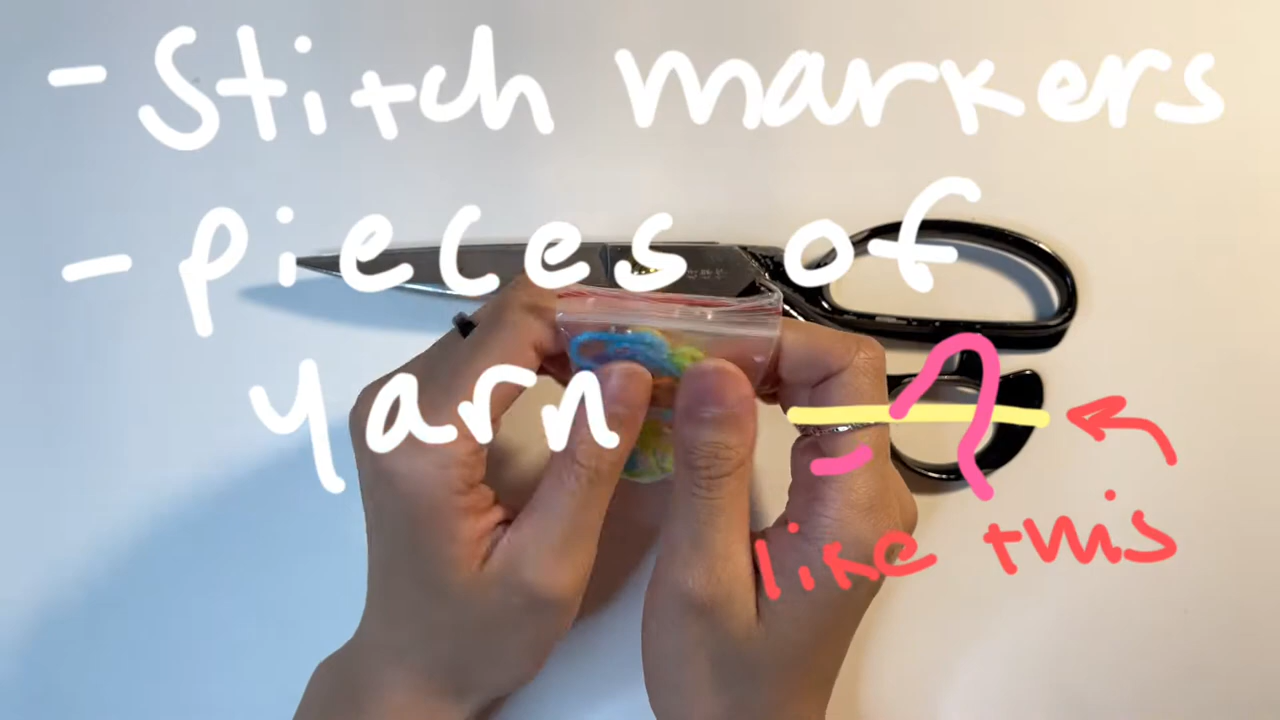 - Stitch markers
- pieces of
yarn
like this